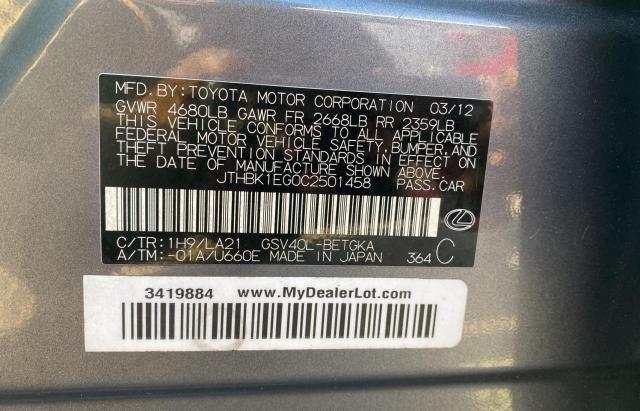 MFD. BY: TOYOTA MOTOR CORPORATION 03/12
GVWR 4680LB GAWR FR 2668LB RR 2359LB
THIS VEHICLE CONFORMS TO ALL APPLICABLE
FEDERAL MOTOR VEHICLE SAFETY, BUMPER, AND
THEFT PREVENTION STANDARDS IN EFFECT ON
THE DATE OF MANUFACTURE SHOWN ABOVE.
JTHBK1EG0C2501458 PASS. CAR
C/TR: 1H9/LA21 GSV40L-BETGKA
A/TM: -01A/U660E MADE IN JAPAN 364 C
3419884 www.MyDealerLot.com